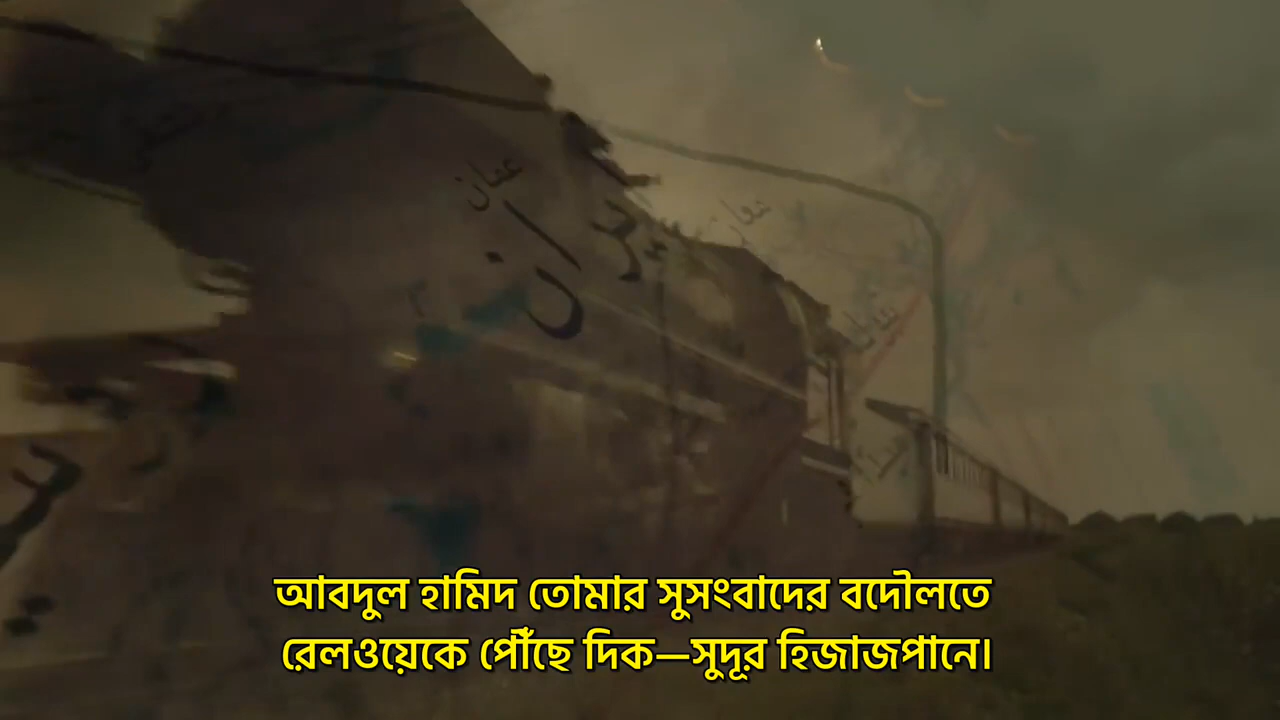 আবদুল হামিদ তোমার সুসংবাদের বদৌলতে
রেলওয়েকে পৌঁছে দিক—সুদূর হিজাজপানে।